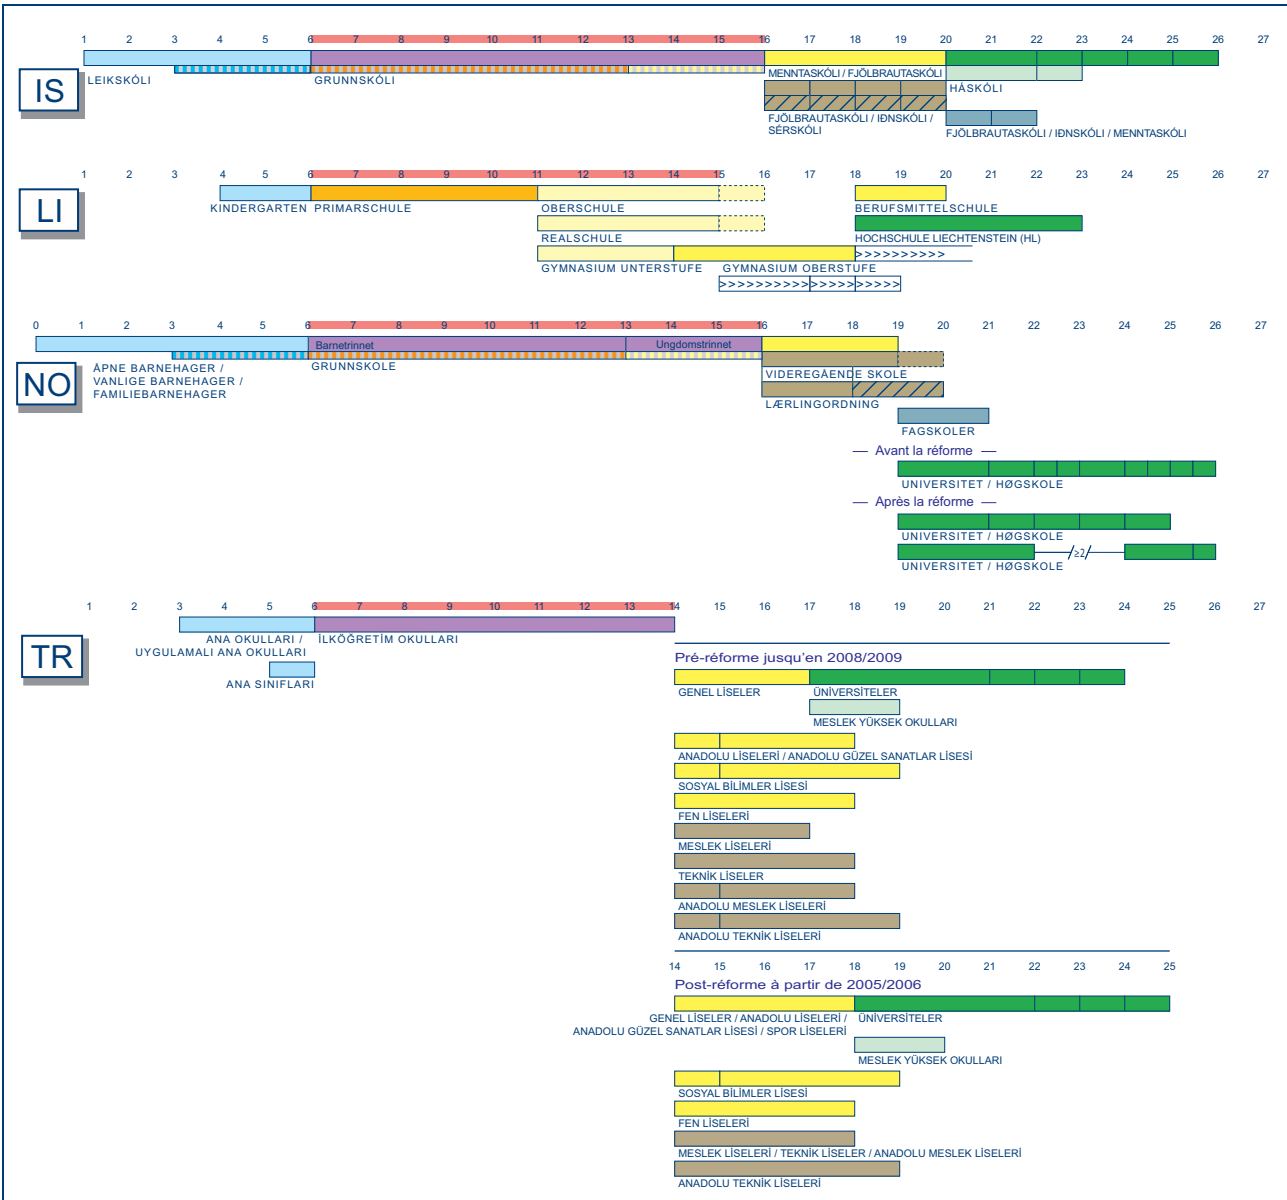 1 2 3 4 5 6 7 8 9 10 11 12 13 14 15 16 17 18 19 20 21 22 23 24 25 26 27
IS
LEIKSKÓLI
GRUNNSKÓLI
MENNTASKÓLI / FJÖLBRAUTASKÓLI
HÁSKÓLI
FJÖLBRAUTASKÓLI / IÐNSKÓLI /
SÉRSKÓLI
FJÖLBRAUTASKÓLI / IÐNSKÓLI / MENNTASKÓLI
1 2 3 4 5 6 7 8 9 10 11 12 13 14 15 16 17 18 19 20 21 22 23 24 25 26 27
LI
KINDERGARTEN PRIMARSCHULE OBERSCHULE BERUFSMITTELSCHULE
REALSCHULE HOCHSCHULE LIECHTENSTEIN (HL)
>>>>>>>>>>
GYMNASIUM UNTERSTUFE GYMNASIUM OBERSTUFE
>>>>>>>>>> >>>>> >>>>>
0 1 2 3 4 5 6 7 8 9 10 11 12 13 14 15 16 17 18 19 20 21 22 23 24 25 26 27
NO
Barnetrinnet Ungdomstrinnet
ÅPNE BARNEHAGER /
VANLIGE BARNEHAGER /
FAMILIEBARNEHAGER
GRUNNSKOLE
VIDEREGÅENDE SKOLE
LÆRLINGORDNING
FAGSKOLER
— Avant la réforme —
UNIVERSITET / HØGSKOLE
— Après la réforme —
UNIVERSITET / HØGSKOLE
/≥2/
UNIVERSITET / HØGSKOLE
1 2 3 4 5 6 7 8 9 10 11 12 13 14 15 16 17 18 19 20 21 22 23 24 25 26 27
TR
ANA OKULLARI /
UYGULAMALI ANA OKULLARI
İLKÖĞRETİM OKULLARI
ANA SINIFLARI
Pré-réforme jusqu'en 2008/2009
GENEL LİSELER ÜNİVERSİTELER
MESLEK YÜKSEK OKULLARI
ANADOLU LİSELERİ / ANADOLU GÜZEL SANATLAR LİSESİ
SOSYAL BİLİMLER LİSESİ
FEN LİSELERİ
MESLEK LİSELERİ
TEKNİK LİSELER
ANADOLU MESLEK LİSELERİ
ANADOLU TEKNİK LİSELERİ
14 15 16 17 18 19 20 21 22 23 24 25
Post-réforme à partir de 2005/2006
GENEL LİSELER / ANADOLU LİSELERİ / ÜNİVERSİTELER
ANADOLU GÜZEL SANATLAR LİSESİ / SPOR LİSELERİ
MESLEK YÜKSEK OKULLARI
SOSYAL BİLİMLER LİSESİ
FEN LİSELERİ
MESLEK LİSELERİ / TEKNİK LİSELER / ANADOLU MESLEK LİSELERİ
ANADOLU TEKNİK LİSELERİ